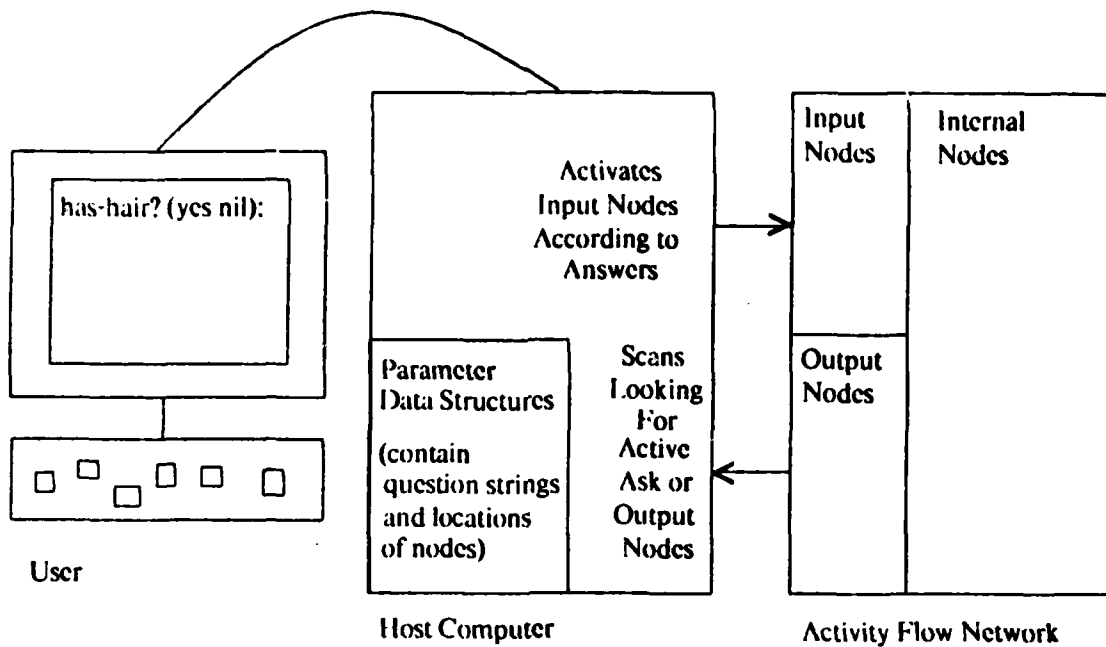 has-hair? (yes nil):
User
Activates
Input Nodes
According to
Answers
Parameter
Data Structures
(contain
question strings
and locations
of nodes)
Scans
Looking
For
Active
Ask or
Output
Nodes
Host Computer
Input
Nodes
Internal
Nodes
Output
Nodes
Activity Flow Network